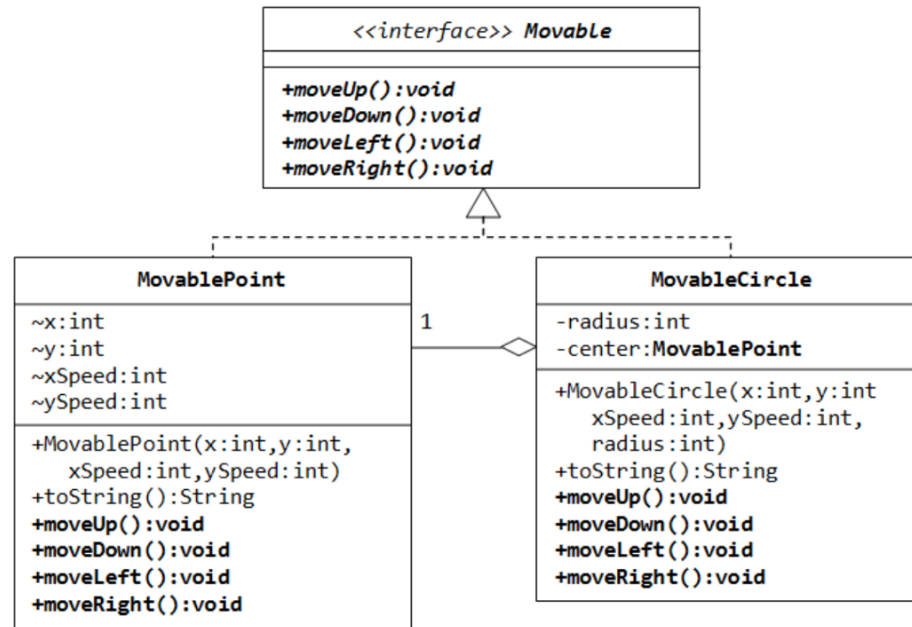 <<interface>> Movable
+moveUp():void
+moveDown():void
+moveLeft():void
+moveRight():void
MovablePoint
~x:int
~y:int
~xSpeed:int
~ySpeed:int
+MovablePoint(x:int,y:int,
xSpeed:int,ySpeed:int)
+toString():String
+moveUp():void
+moveDown():void
+moveLeft():void
+moveRight():void
1
MovableCircle
-radius:int
-center:MovablePoint
+MovableCircle(x:int,y:int
xSpeed:int,ySpeed:int,
radius:int)
+toString():String
+moveUp():void
+moveDown():void
+moveLeft():void
+moveRight():void